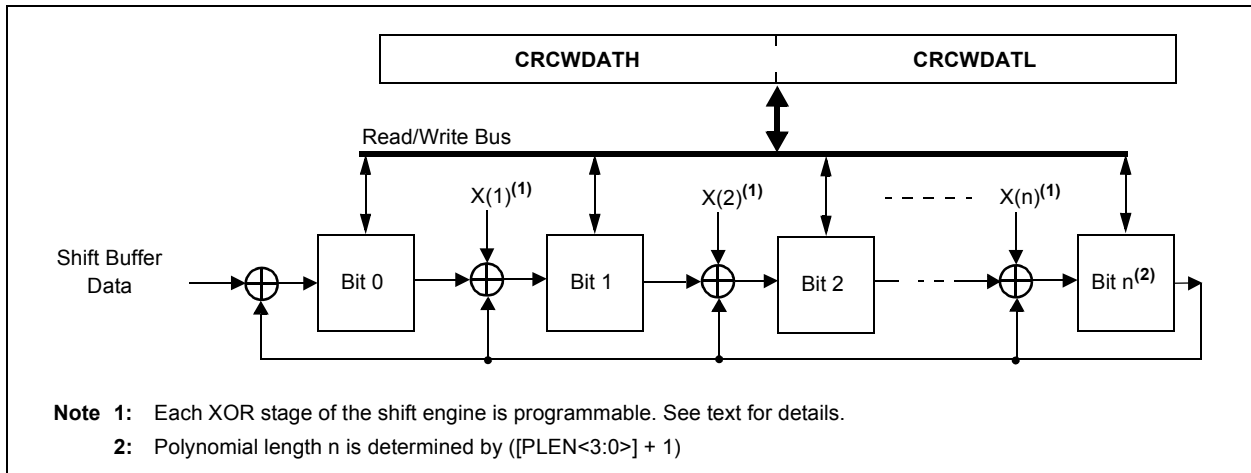 CRCWDATH CRCWDATL
Read/Write Bus
X(1)(1) X(2)(1) X(n)(1)
Shift Buffer
Data
Bit 0 Bit 1 Bit 2 Bit n(2)
Note 1: Each XOR stage of the shift engine is programmable. See text for details.
2: Polynomial length n is determined by ([PLEN<3:0>] + 1)